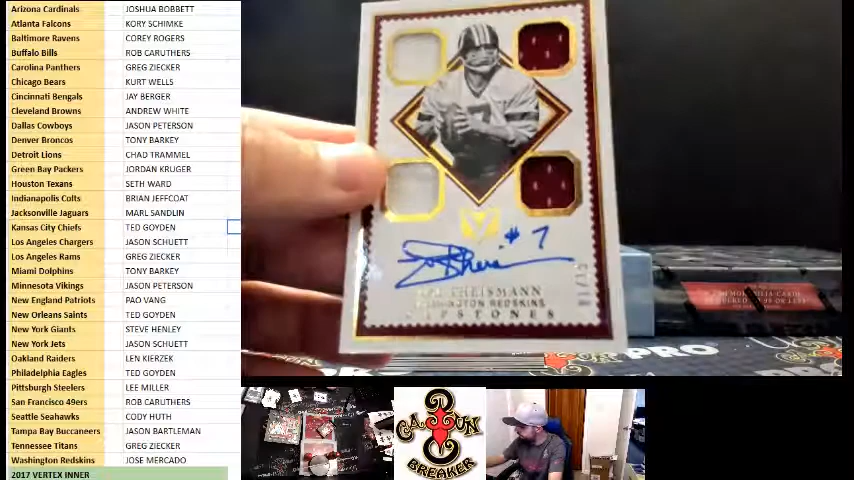 Arizona Cardinals JOSHUA BOBBETT
Atlanta Falcons KORY SCHIMKE
Baltimore Ravens COREY ROGERS
Buffalo Bills ROB CARUTHERS
Carolina Panthers GREG ZIECKER
Chicago Bears KURT WELLS
Cincinnati Bengals JAY BERGER
Cleveland Browns ANDREW WHITE
Dallas Cowboys JASON PETERSON
Denver Broncos TONY BARKEY
Detroit Lions CHAD TRAMMEL
Green Bay Packers JORDAN KRUGER
Houston Texans SETH WARD
Indianapolis Colts BRIAN JEFFCOAT
Jacksonville Jaguars MARL SANDLIN
Kansas City Chiefs TED GOYDEN
Los Angeles Chargers JASON SCHUETT
Los Angeles Rams GREG ZIECKER
Miami Dolphins TONY BARKEY
Minnesota Vikings JASON PETERSON
New England Patriots PAO VANG
New Orleans Saints TED GOYDEN
New York Giants STEVE HENLEY
New York Jets JASON SCHUETT
Oakland Raiders LEN KIERZEK
Philadelphia Eagles TED GOYDEN
Pittsburgh Steelers LEE MILLER
San Francisco 49ers ROB CARUTHERS
Seattle Seahawks CODY HUTH
Tampa Bay Buccaneers JASON BARTLEMAN
Tennessee Titans GREG ZIECKER
Washington Redskins JOSE MERCADO
2017 VERTEX INNER
#7
THEISMANN
WASHINGTON REDSKINS
PRO
CAJUN
BREAKER